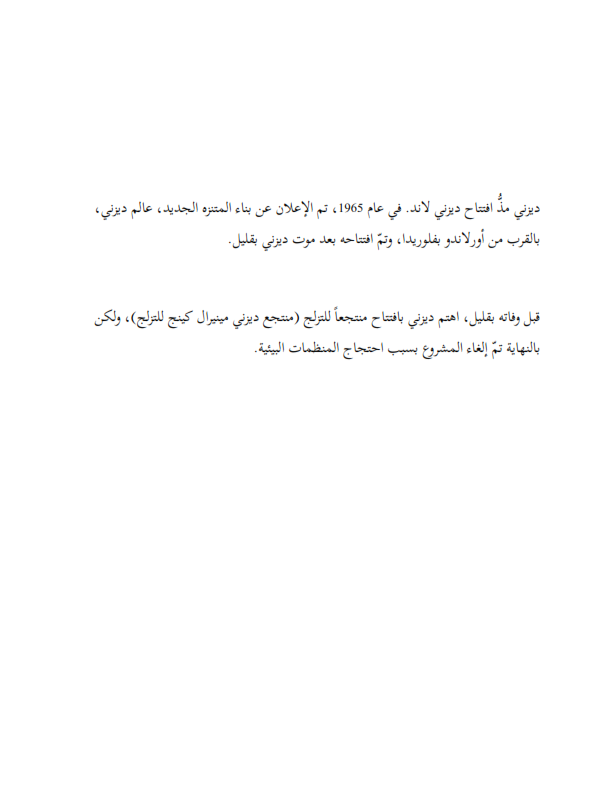 ديزني مذُّ افتتاح ديزني لاند. في عام 1965، تم الإعلان عن بناء المتنزه الجديد، عالم ديزني،
بالقرب من أورلاندو بفلوريدا، وتمّ افتتاحه بعد موت ديزني بقليل.
قبل وفاته بقليل، اهتم ديزني بافتتاح منتجعاً للتزلج (منتجع ديزني مينيرال كينج للتزلج)، ولكن
بالنهاية تمّ إلغاء المشروع بسبب احتجاج المنظمات البيئية.